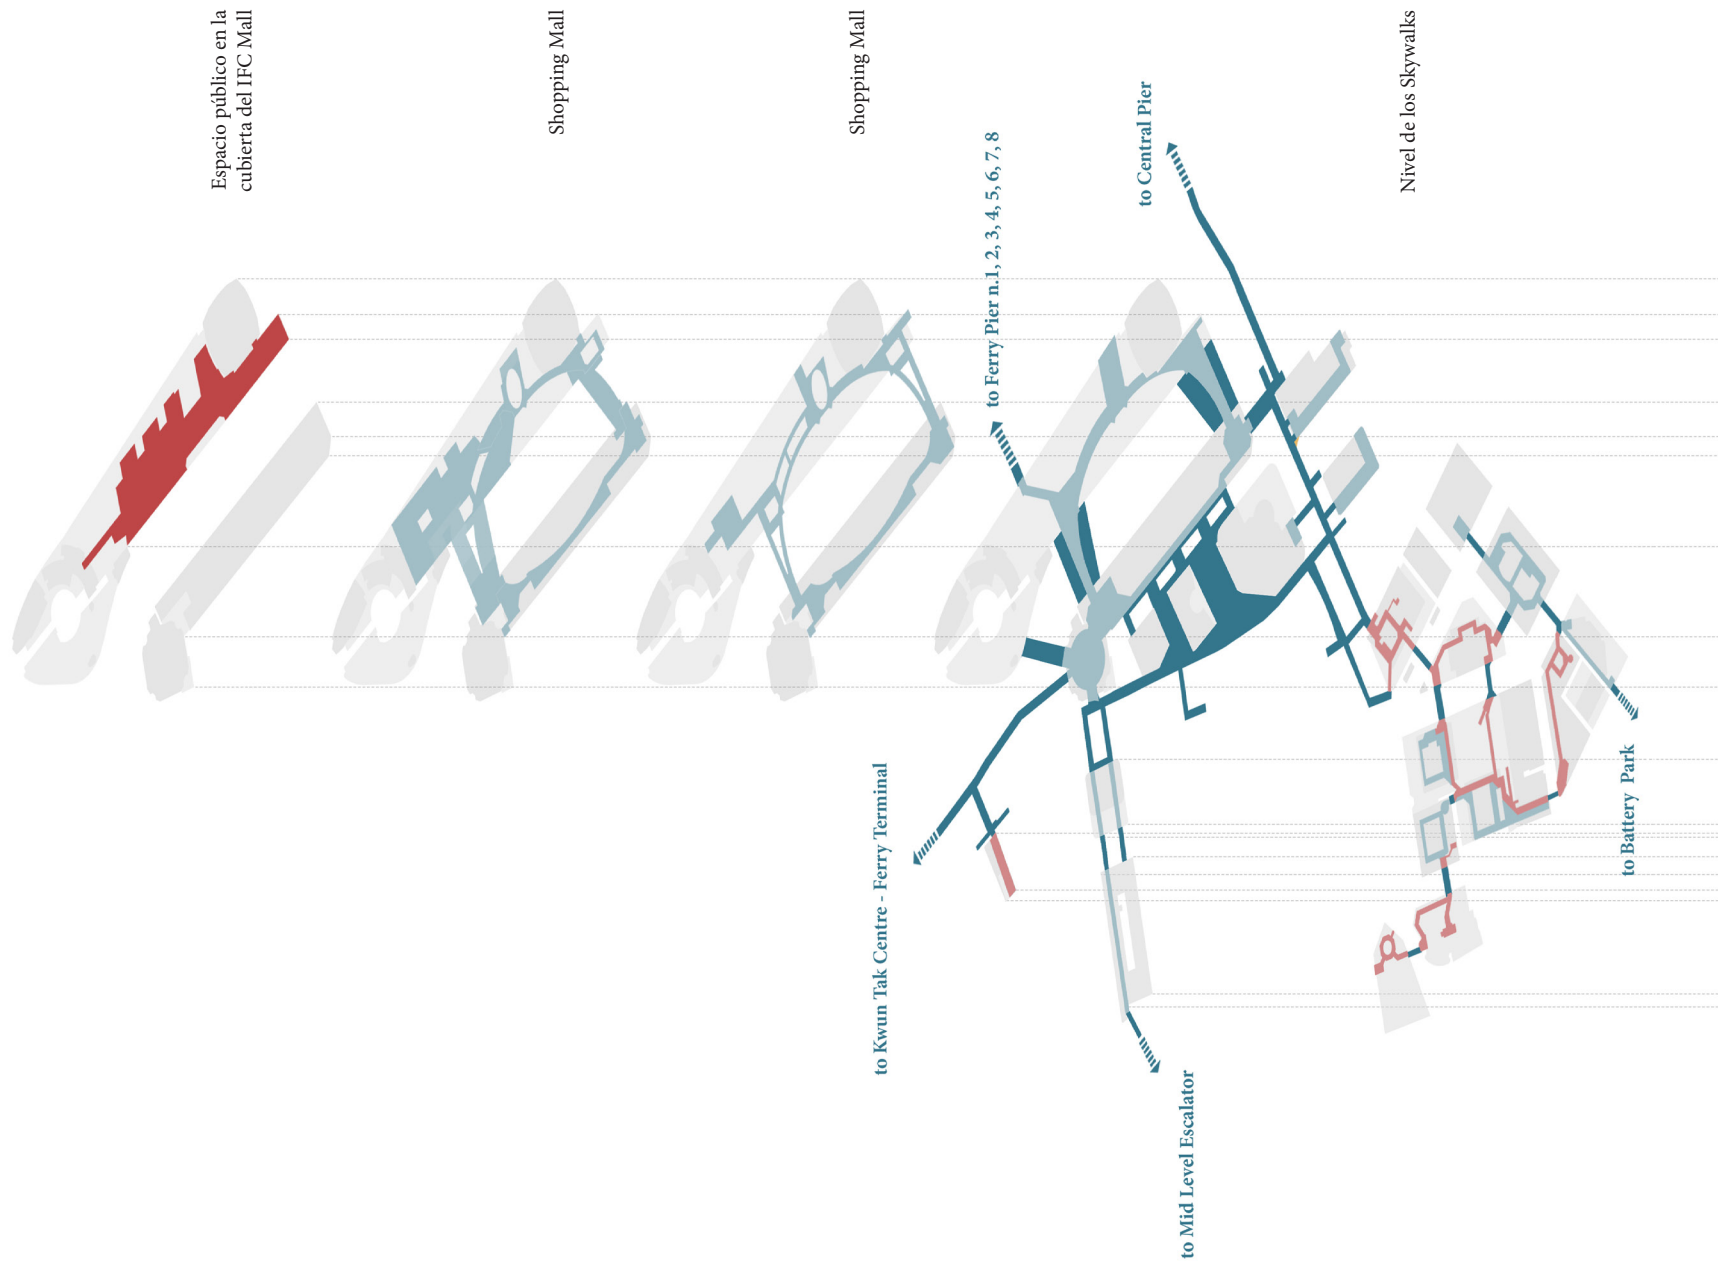 Espacio público en la
cubierta del IFC Mall
Shopping Mall
Shopping Mall
Nivel de los Skywalks
to Central Pier
to Ferry Pier n.1, 2, 3, 4, 5, 6, 7, 8
to Kwun Tak Centre - Ferry Terminal
to Mid Level Escalator
to Battery Park